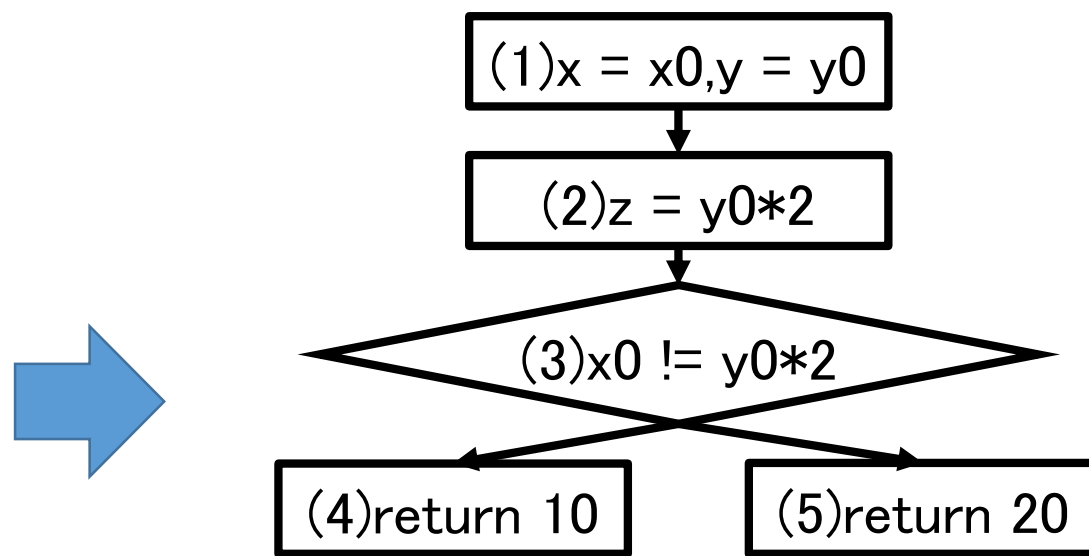 (1)x = x0,y = y0
(2)z = y0*2
(3)x0 != y0*2
(4)return 10
(5)return 20